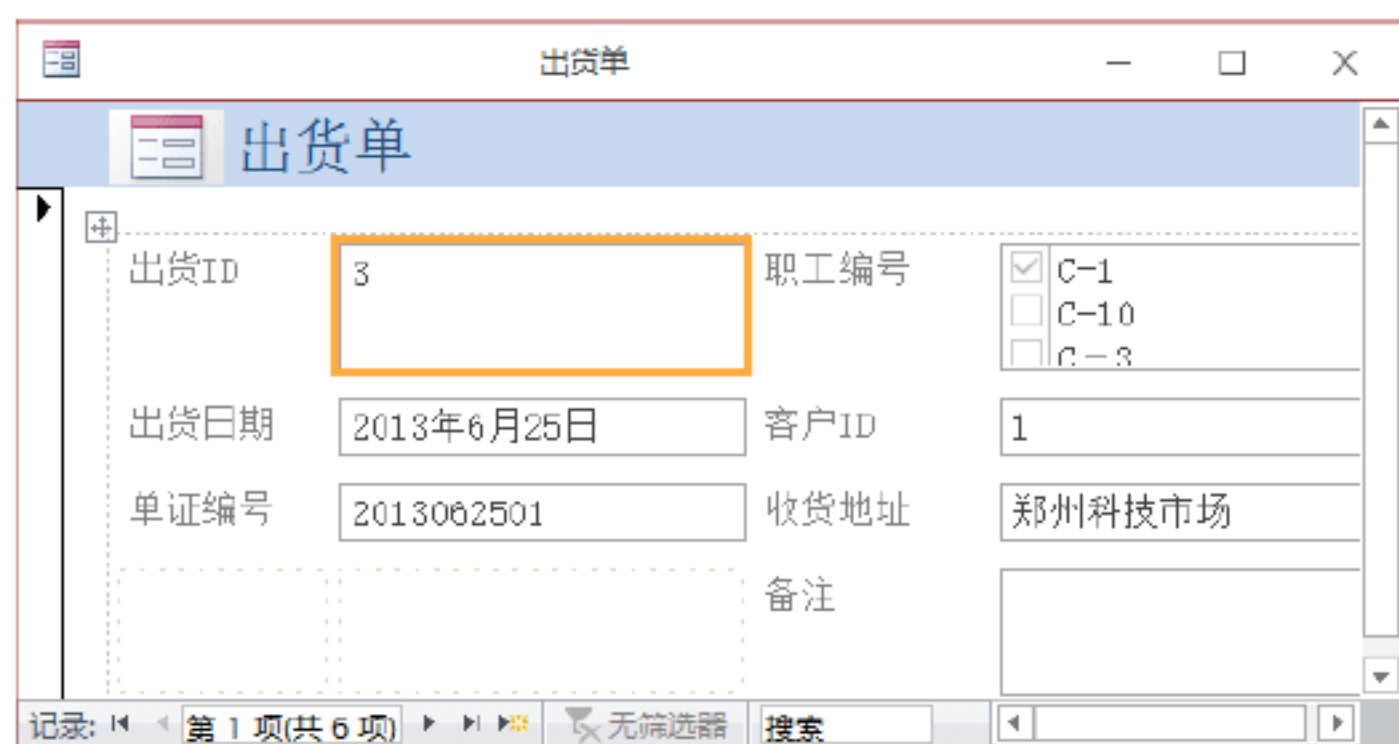 出货单
出货单
出货ID 3 职工编号 C-1
C-10
C-3
出货日期 2013年6月25日 客户ID 1
单证编号 2013062501 收货地址 郑州科技市场
备注
记录: 第 1 项(共 6 项) 无筛选器 搜索